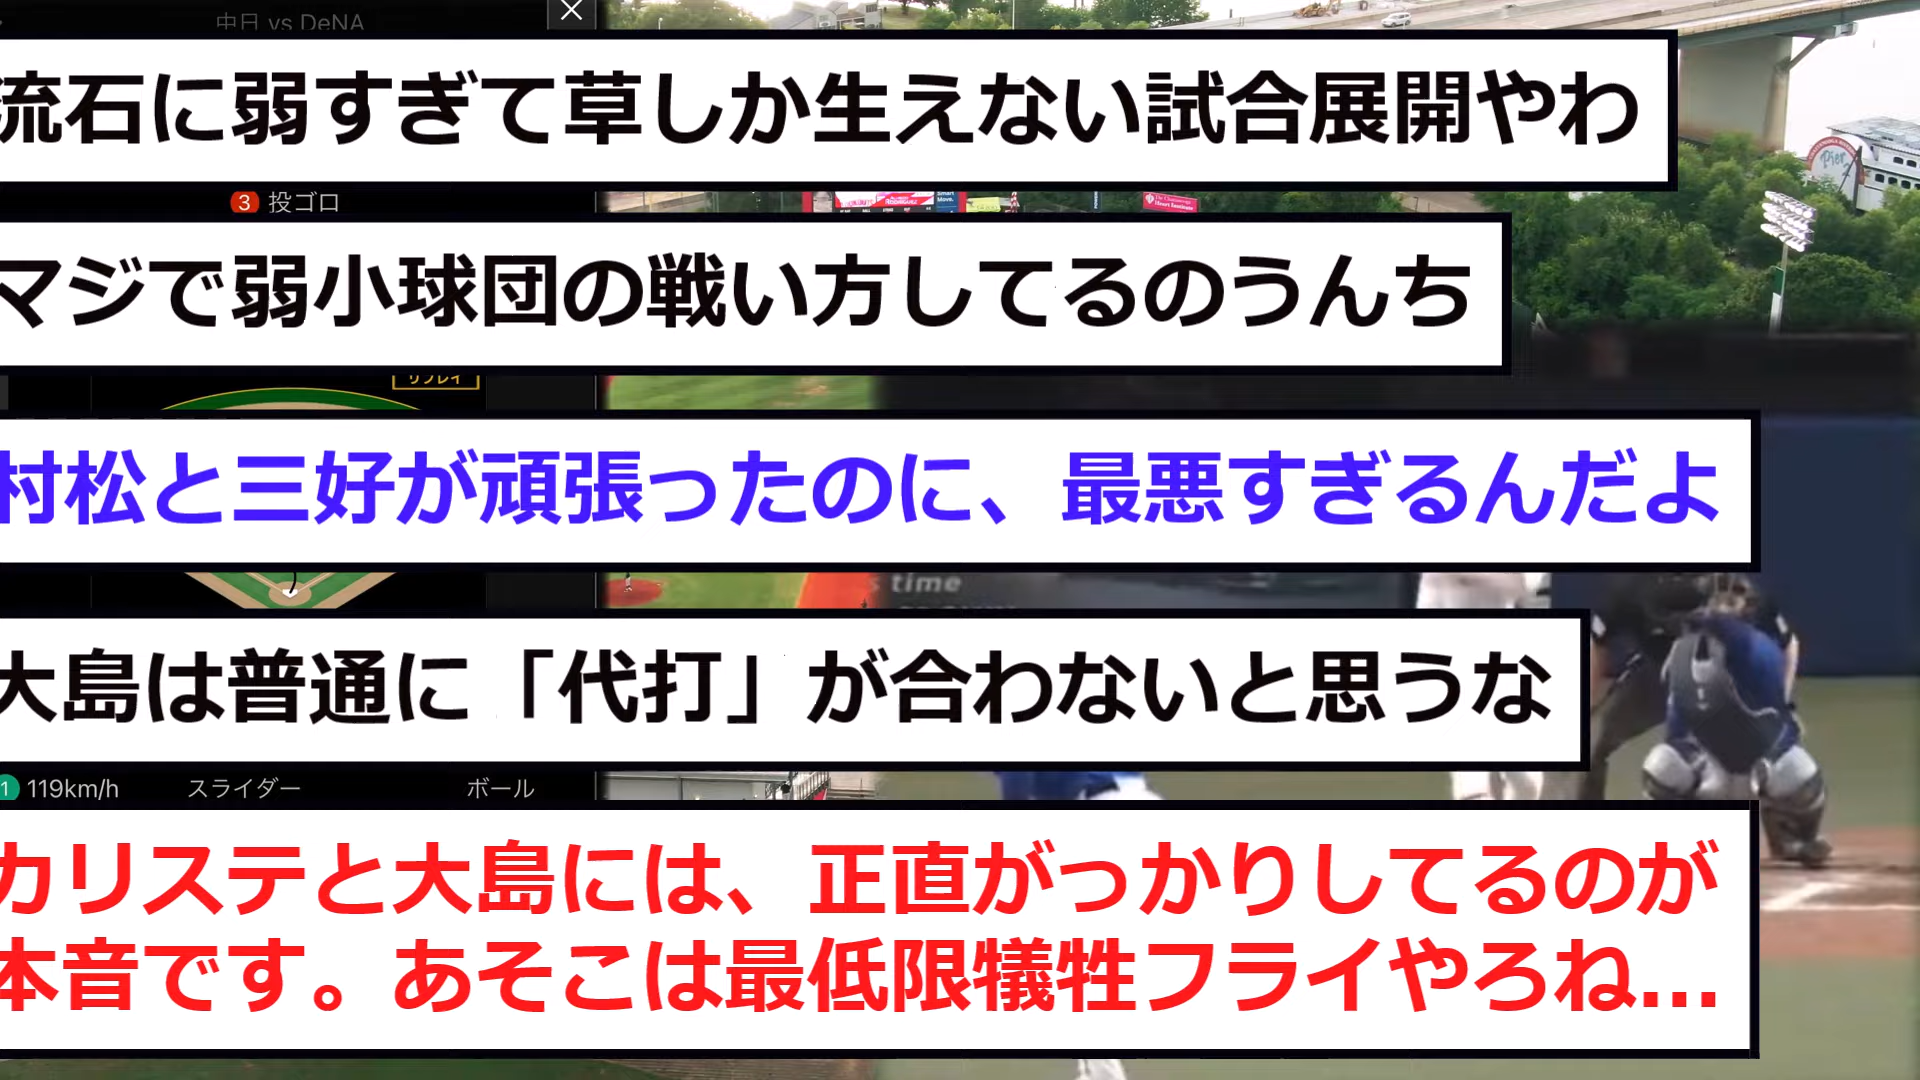 中日 vs DeNA
流石に弱すぎて草しか生えない試合展開やわ
3 投ゴロ
マジで弱小球団の戦い方してるのうんち
リプレイ
村松と三好が頑張ったのに、最悪すぎるんだよ
time
大島は普通に「代打」が合わないと思うな
1 119km/h スライダー ボール
カリステと大島には、正直がっかりしてるのが
本音です。あそこは最低限犠牲フライやろね…
Pier